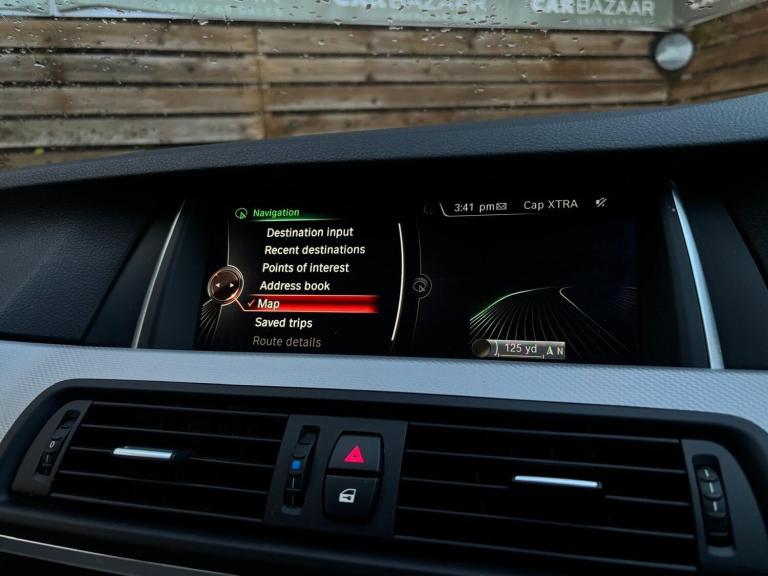 CARBAZAAR
CARBAZAAR
Navigation
Destination input
Recent destinations
Points of interest
Address book
Map
Saved trips
Route details
3:41 pm
Cap XTRA
125 yd
N
0